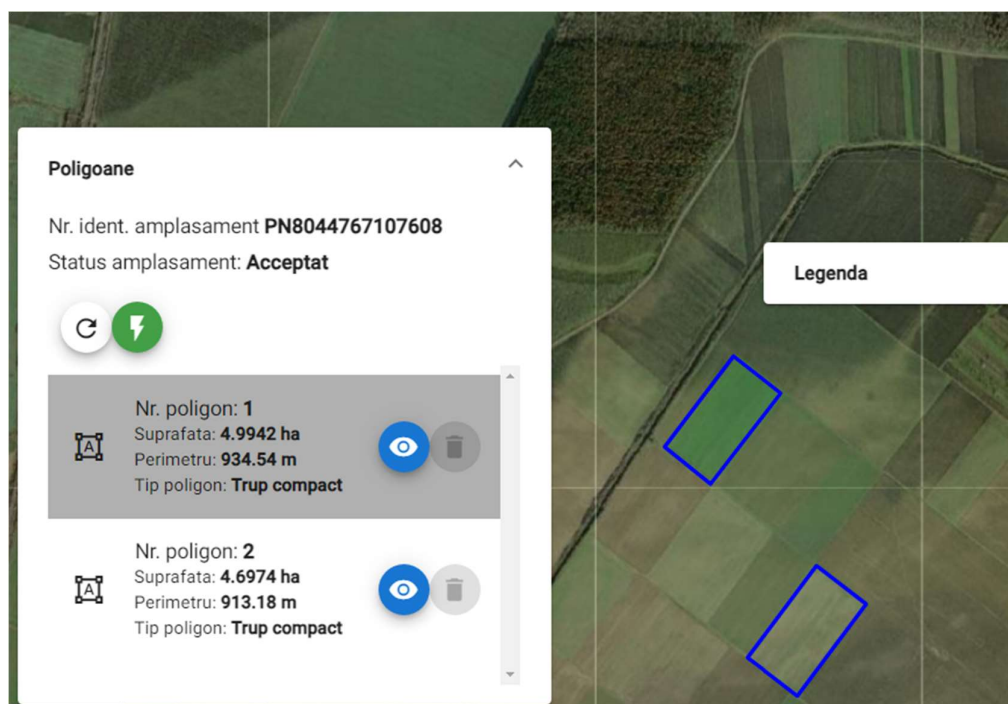 Poligoane
Nr. ident. amplasament PN8044767107608
Status amplasament: Acceptat
Nr. poligon: 1
Suprafata: 4.9942 ha
Perimetru: 934.54 m
Tip poligon: Trup compact
Nr. poligon: 2
Suprafata: 4.6974 ha
Perimetru: 913.18 m
Tip poligon: Trup compact
Legenda